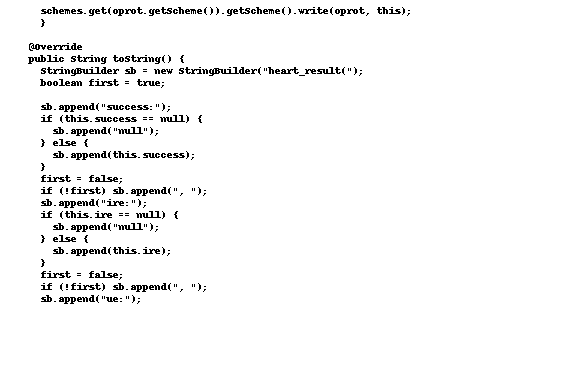 schemes.get(oprot.getScheme()).getScheme().write(oprot, this);
}

@Override
public String toString() {
StringBuilder sb = new StringBuilder("heart_result(");
boolean first = true;

sb.append("success:");
if (this.success == null) {
sb.append("null");
} else {
sb.append(this.success);
}
first = false;
if (!first) sb.append(", ");
sb.append("ire:");
if (this.ire == null) {
sb.append("null");
} else {
sb.append(this.ire);
}
first = false;
if (!first) sb.append(", ");
sb.append("ue:");